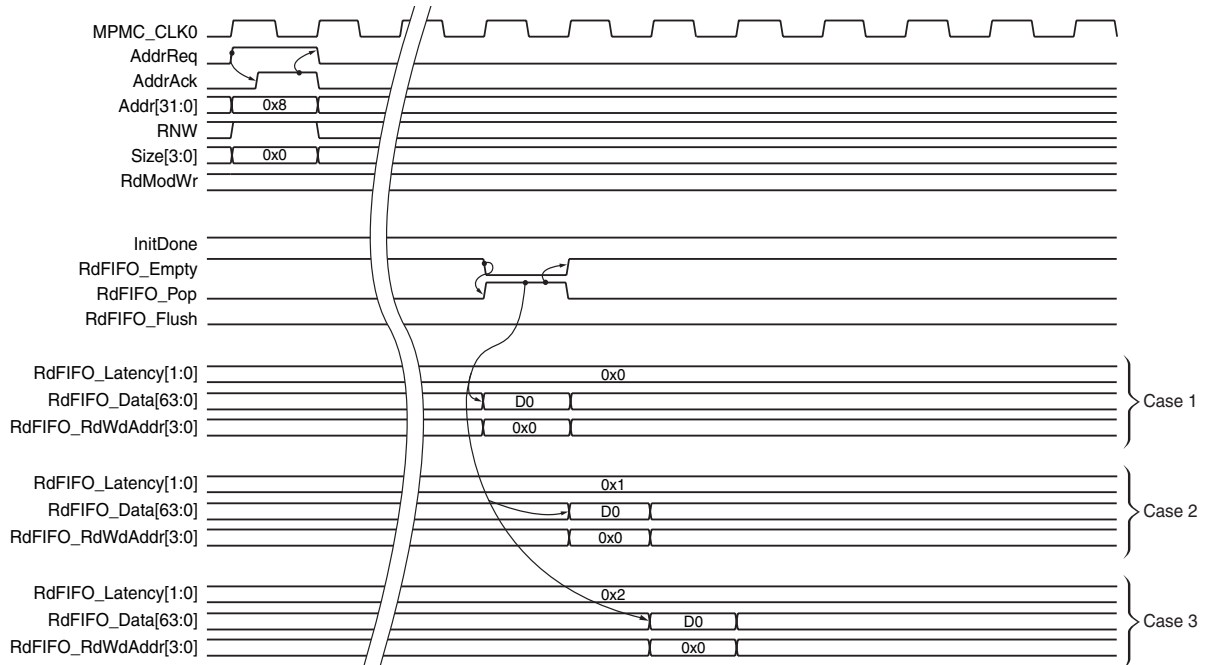 MPMC_CLK0
AddrReq
AddrAck
Addr[31:0] 0x8
RNW
Size[3:0] 0x0
RdModWr
InitDone
RdFIFO_Empty
RdFIFO_Pop
RdFIFO_Flush
RdFIFO_Latency[1:0] 0x0
RdFIFO_Data[63:0] D0 Case 1
RdFIFO_RdWdAddr[3:0] 0x0
RdFIFO_Latency[1:0] 0x1
RdFIFO_Data[63:0] D0 Case 2
RdFIFO_RdWdAddr[3:0] 0x0
RdFIFO_Latency[1:0] 0x2
RdFIFO_Data[63:0] D0 Case 3
RdFIFO_RdWdAddr[3:0] 0x0